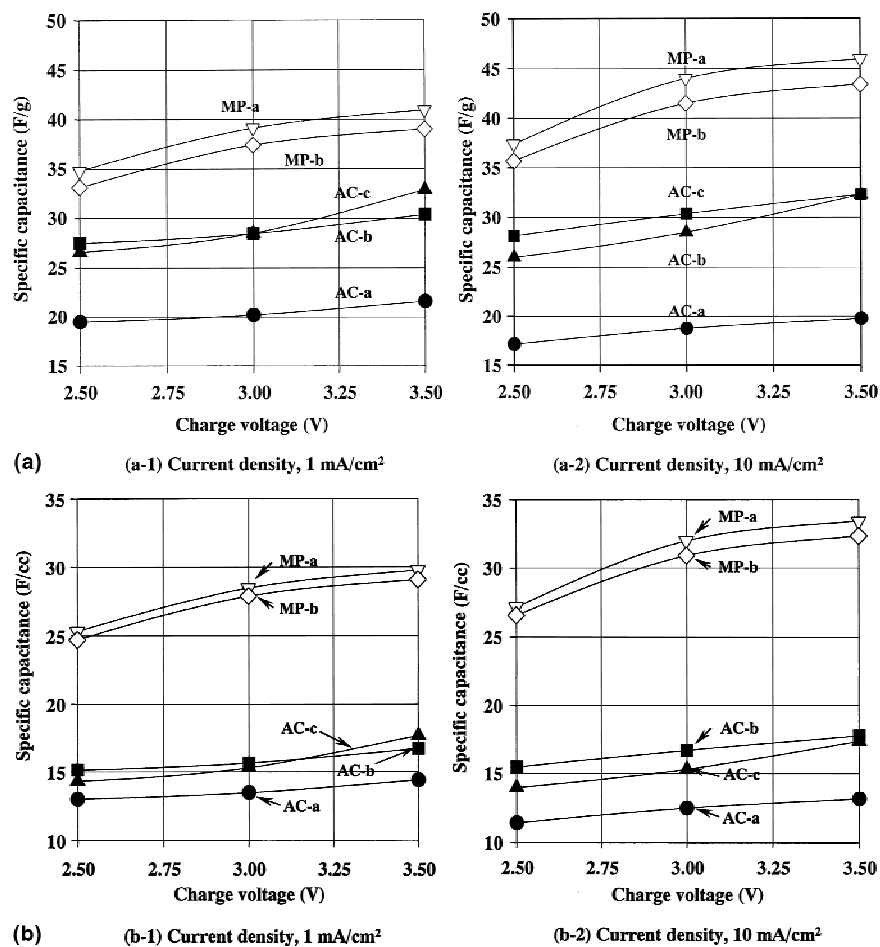 50
45
40
35
30
25
20
15
Specific capacitance (F/g)
MP-a
MP-b
AC-c
AC-b
AC-a
2.50 2.75 3.00 3.25 3.50
Charge voltage (V)
(a) (a-1) Current density, 1 mA/cm²
50
45
40
35
30
25
20
15
Specific capacitance (F/g)
MP-a
MP-b
AC-c
AC-b
AC-a
2.50 2.75 3.00 3.25 3.50
Charge voltage (V)
(a-2) Current density, 10 mA/cm²
35
30
25
20
15
10
Specific capacitance (F/cc)
MP-a
MP-b
AC-c
AC-b
AC-a
2.50 2.75 3.00 3.25 3.50
Charge voltage (V)
(b) (b-1) Current density, 1 mA/cm²
35
30
25
20
15
10
Specific capacitance (F/cc)
MP-a
MP-b
AC-b
AC-c
AC-a
2.50 2.75 3.00 3.25 3.50
Charge voltage (V)
(b-2) Current density, 10 mA/cm²